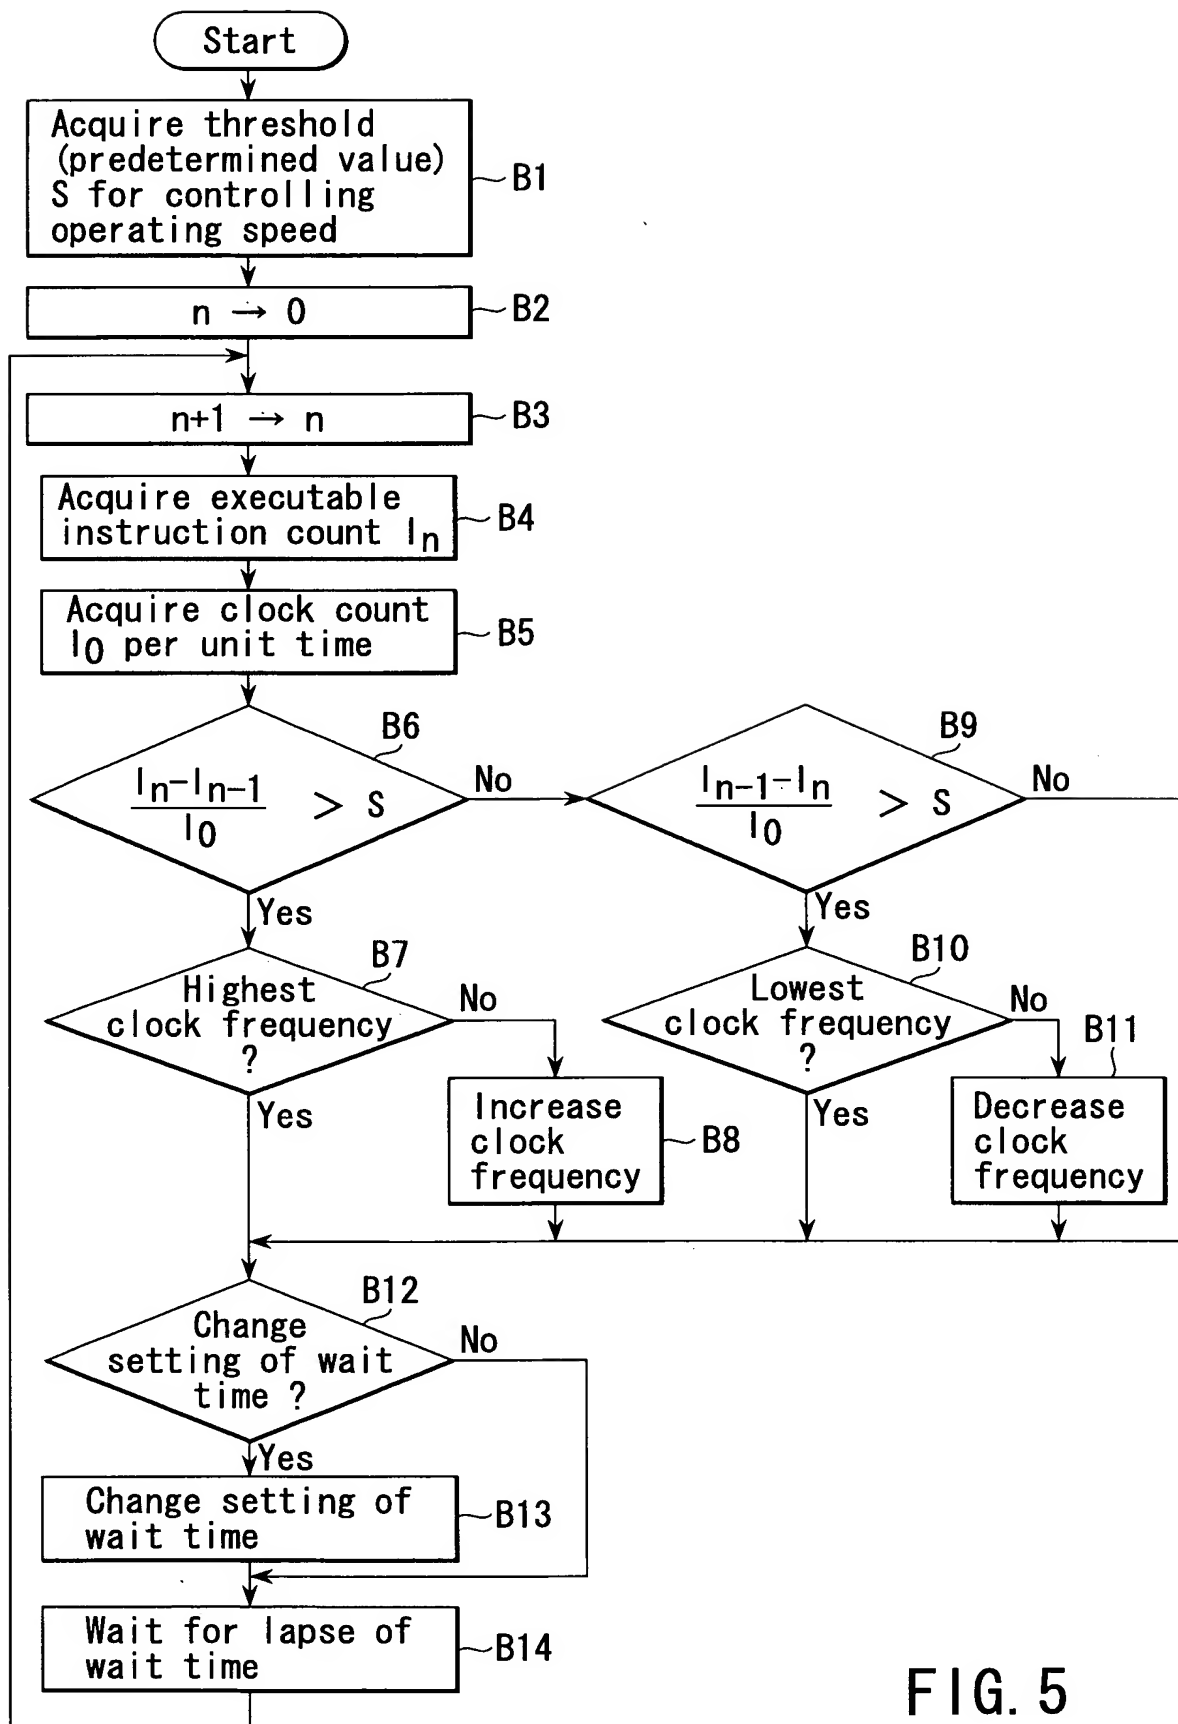 Start
Acquire threshold
(predetermined value)
S for controlling
operating speed
B1
n → 0
B2
n+1 → n
B3
Acquire executable
instruction count In
B4
Acquire clock count
I0 per unit time
B5
B6
In-In-1
I0
> S
No
Yes
B9
In-1-In
I0
> S
No
Yes
B7
Highest
clock frequency
?
No
Yes
Increase
clock
frequency
B8
B10
Lowest
clock frequency
?
No
Yes
B11
Decrease
clock
frequency
B12
Change
setting of wait
time ?
No
Yes
Change setting of
wait time
B13
Wait for lapse of
wait time
B14
FIG. 5